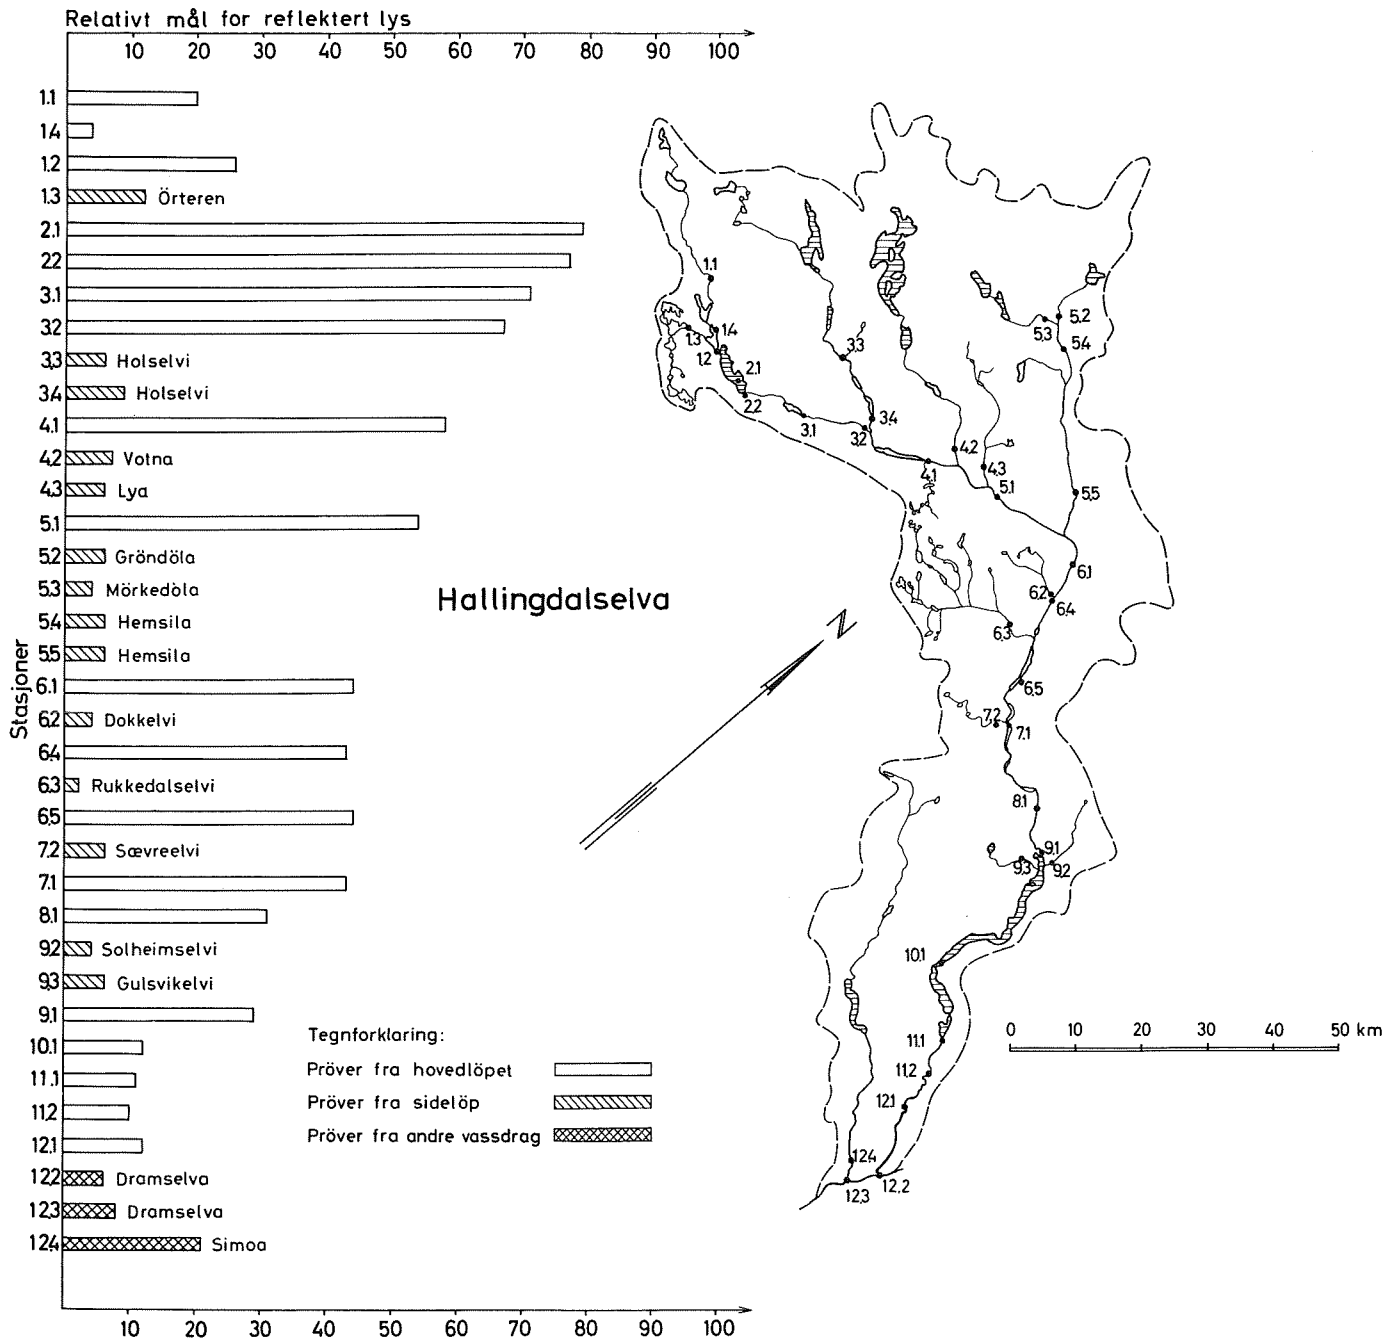 Relativt mål for reflektert lys
10 20 30 40 50 60 70 80 90 100
1.1
1.4
1.2
1.3 Örteren
2.1
2.2
3.1
3.2
3.3 Holselvi
3.4 Holselvi
4.1
4.2 Votna
4.3 Lya
5.1
5.2 Gröndöla
5.3 Mörkedöla
5.4 Hemsila
5.5 Hemsila
6.1
6.2 Dokkelvi
6.4
6.3 Rukkedalselvi
6.5
7.2 Sævreelvi
7.1
8.1
9.2 Solheimselvi
9.3 Gulsvikelvi
9.1
10.1
11.1
11.2
12.1
12.2 Dramselva
12.3 Dramselva
12.4 Simoa
Stasjoner
10 20 30 40 50 60 70 80 90 100
Hallingdalselva
N
Tegnforklaring:
Pröver fra hovedlöpet
Pröver fra sidelöp
Pröver fra andre vassdrag
1.1
1.4
1.3
1.2
2.1
2.2
3.1
3.3
3.4
3.2
4.1
4.2
4.3
5.1
5.2
5.3
5.4
5.5
6.1
6.2
6.4
6.3
6.5
7.2
7.1
8.1
9.1
9.3
9.2
10.1
11.1
11.2
12.1
12.4
12.3
12.2
0 10 20 30 40 50 km